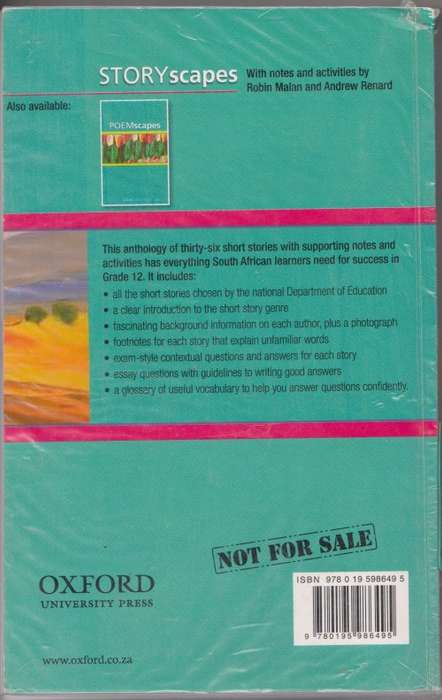 STORYscapes
With notes and activities by
Robin Malan and Andrew Renard
Also available:
POEMscapes
This anthology of thirty-six short stories with supporting notes and
activities has everything South African learners need for success in
Grade 12. It includes:
• all the short stories chosen by the national Department of Education
• a clear introduction to the short story genre
• fascinating background information on each author, plus a photograph
• footnotes for each story that explain unfamiliar words
• exam-style contextual questions and answers for each story
• essay questions with guidelines to writing good answers
• a glossary of useful vocabulary to help you answer questions confidently.
NOT FOR SALE
OXFORD
UNIVERSITY PRESS
ISBN 978 0 19 598649 5
9 780195 986495
www.oxford.co.za